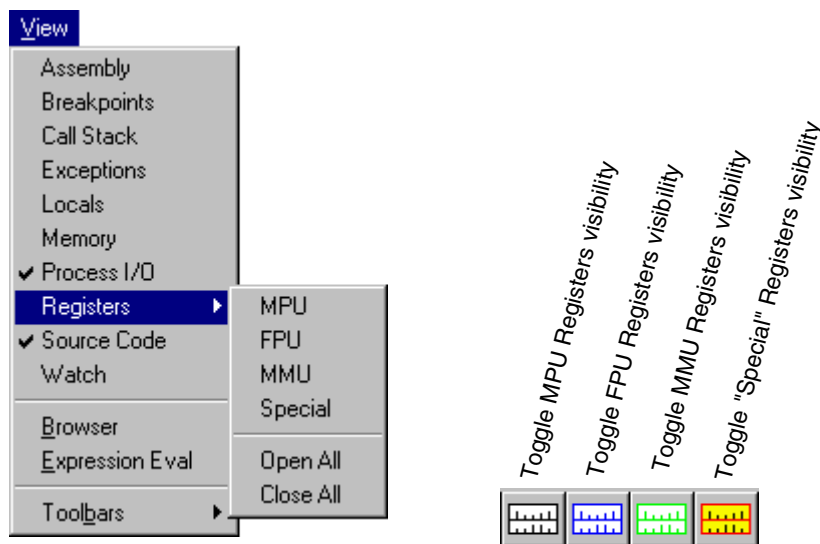 View
Assembly
Breakpoints
Call Stack
Exceptions
Locals
Memory
Process I/O
Registers
Source Code
Watch
Browser
Expression Eval
Toolbars
MPU
FPU
MMU
Special
Open All
Close All
Toggle MPU Registers visibility
Toggle FPU Registers visibility
Toggle MMU Registers visibility
Toggle "Special" Registers visibility